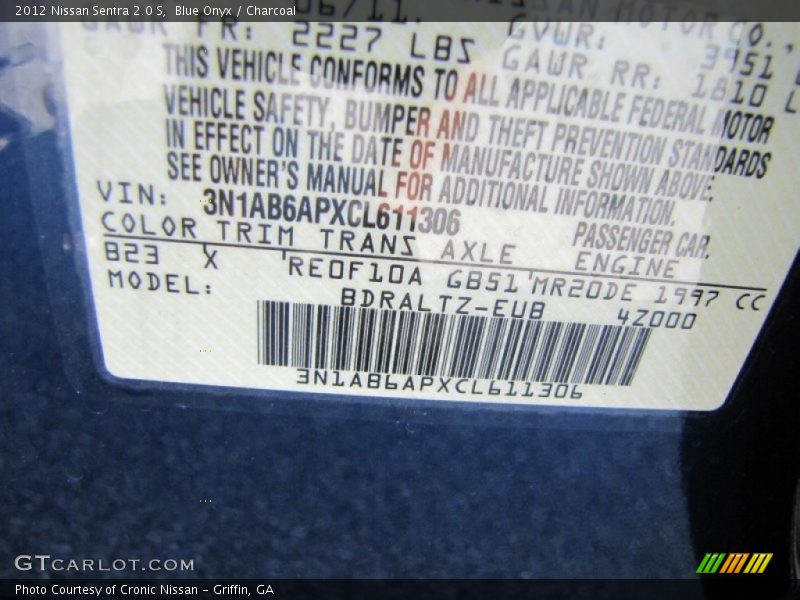 2012 Nissan Sentra 2.0 S, Blue Onyx / Charcoal
06/11
MOTOR CO.,
GAWR FR: 2227 LBS
GVWR: 3951
GAWR RR: 1810 L
THIS VEHICLE CONFORMS TO ALL APPLICABLE FEDERAL MOTOR
VEHICLE SAFETY, BUMPER AND THEFT PREVENTION STANDARDS
IN EFFECT ON THE DATE OF MANUFACTURE SHOWN ABOVE.
SEE OWNER'S MANUAL FOR ADDITIONAL INFORMATION.
VIN: 3N1AB6APXCL611306 PASSENGER CAR.
COLOR TRIM TRANS AXLE ENGINE
B23 X RE0F10A GB51 MR20DE 1997 CC
MODEL: BDRALTZ-EUB 4Z000
3N1AB6APXCL611306
GTCARLOT.COM
Photo Courtesy of Cronic Nissan - Griffin, GA